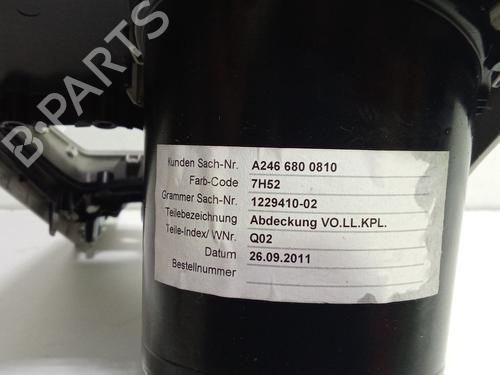 B-PARTS
Kunden Sach-Nr. A246 680 0810
Farb-Code 7H52
Grammer Sach-Nr. 1229410-02
Teilebezeichnung Abdeckung VO.LL.KPL.
Teile-Index/ WNr. Q02
Datum 26.09.2011
Bestellnummer